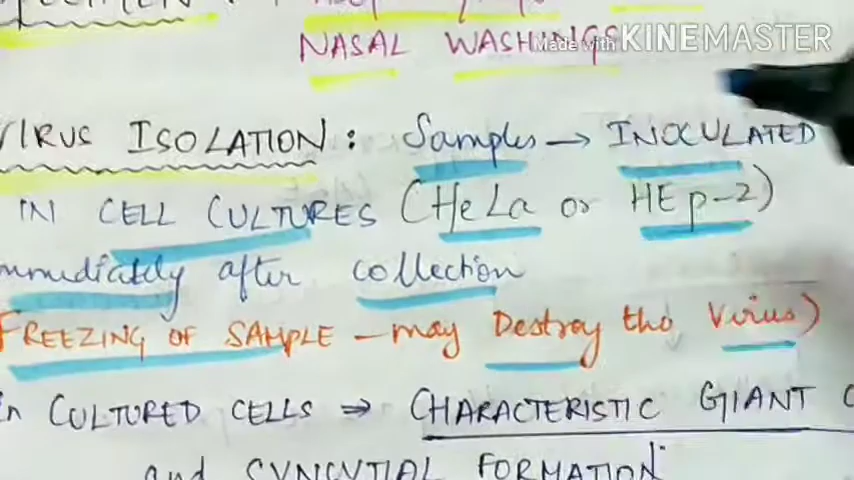 NASAL WASHINGS
Made with KINEMASTER
VIRUS ISOLATION: Samples → INOCULATED
IN CELL CULTURES (HeLa or HEp-2)
immediately after collection
FREEZING OF SAMPLE - may Destroy the Virus)
in CULTURED CELLS ⇒ CHARACTERISTIC GIANT
and SYNCYTIAL FORMATION